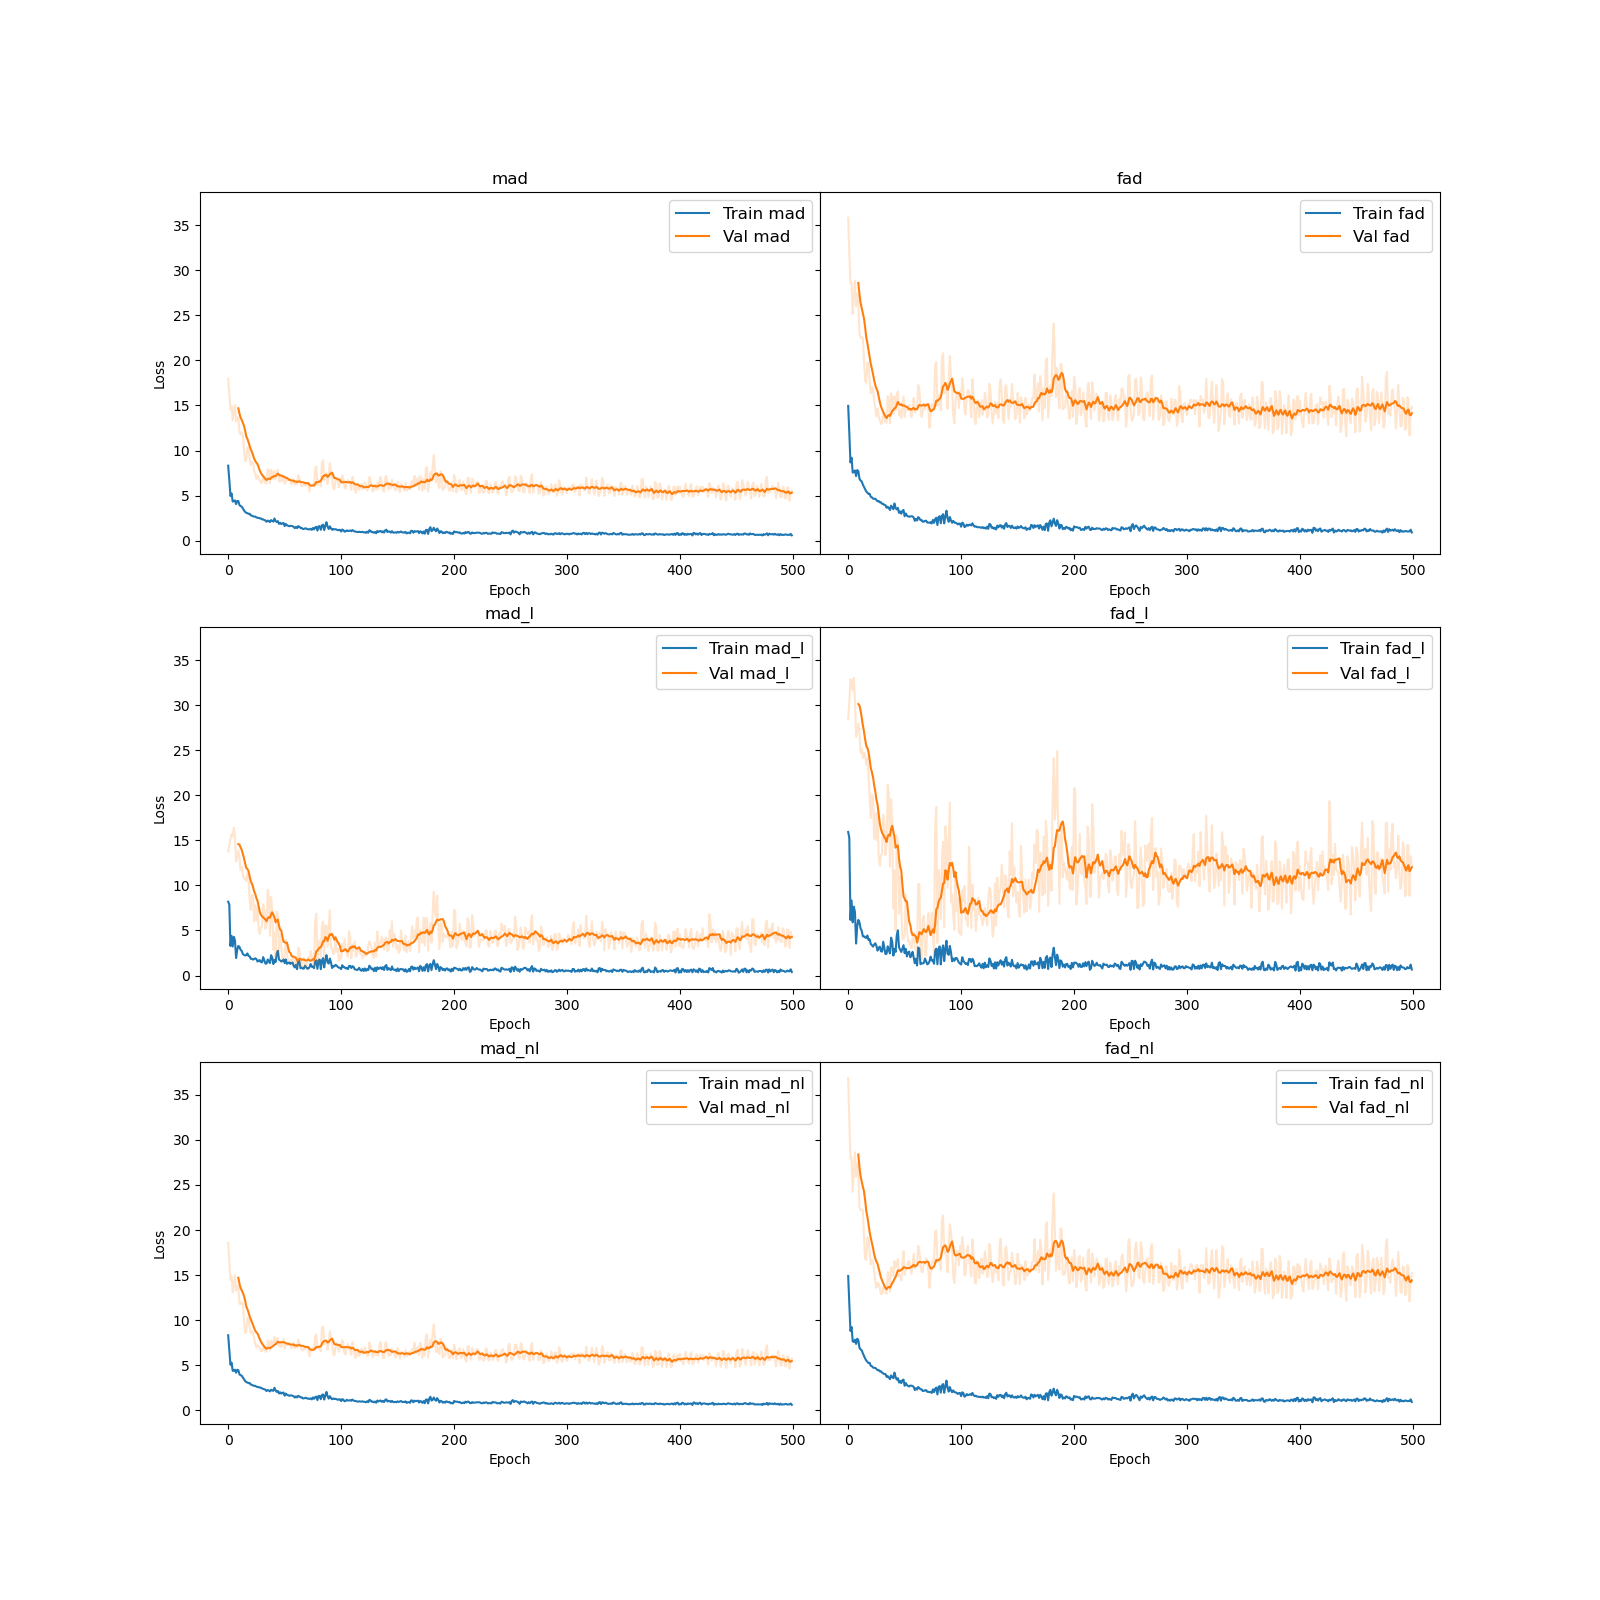 mad
fad
Train mad
Val mad
Train fad
Val fad
35
30
25
20
15
10
5
0
Loss
0 100 200 300 400 500
0 100 200 300 400 500
Epoch
Epoch
mad_l
fad_l
Train mad_l
Val mad_l
Train fad_l
Val fad_l
35
30
25
20
15
10
5
0
Loss
0 100 200 300 400 500
0 100 200 300 400 500
Epoch
Epoch
mad_nl
fad_nl
Train mad_nl
Val mad_nl
Train fad_nl
Val fad_nl
35
30
25
20
15
10
5
0
Loss
0 100 200 300 400 500
0 100 200 300 400 500
Epoch
Epoch